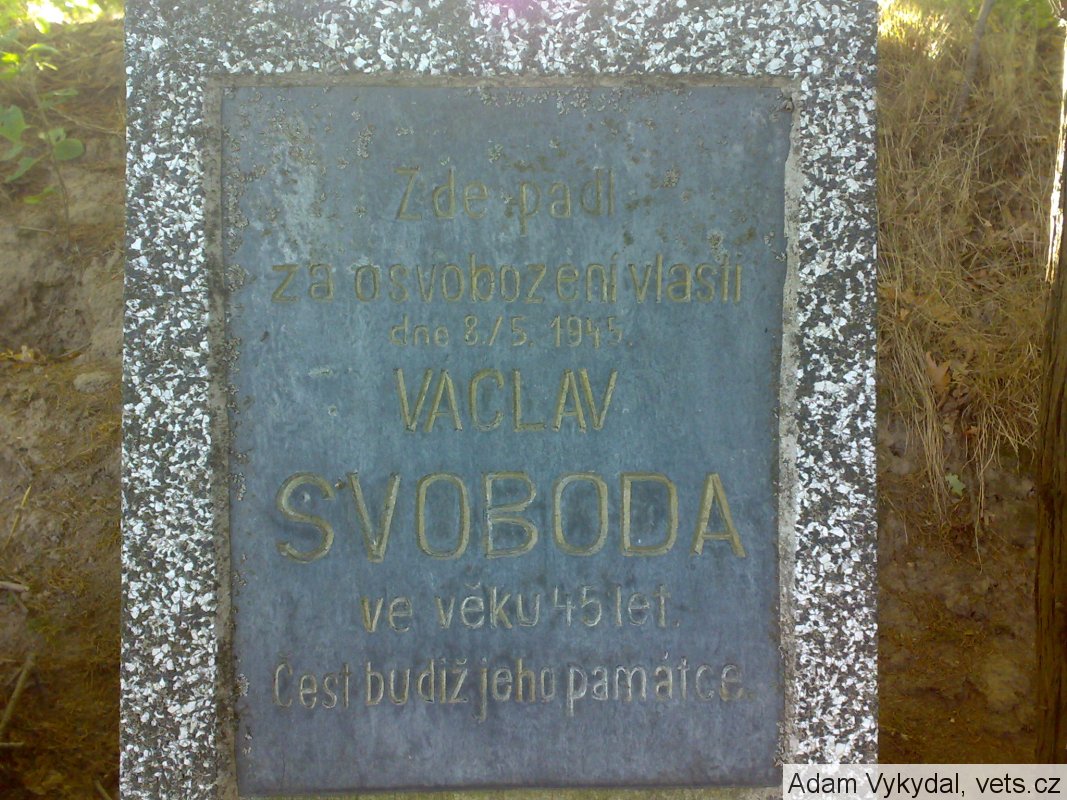 Zde padl
za osvobození vlasti
dne 8./5. 1945.
VÁCLAV
SVOBODA
ve věku 45 let.
Čest budiž jeho památce.
Adam Vykydal, vets.cz